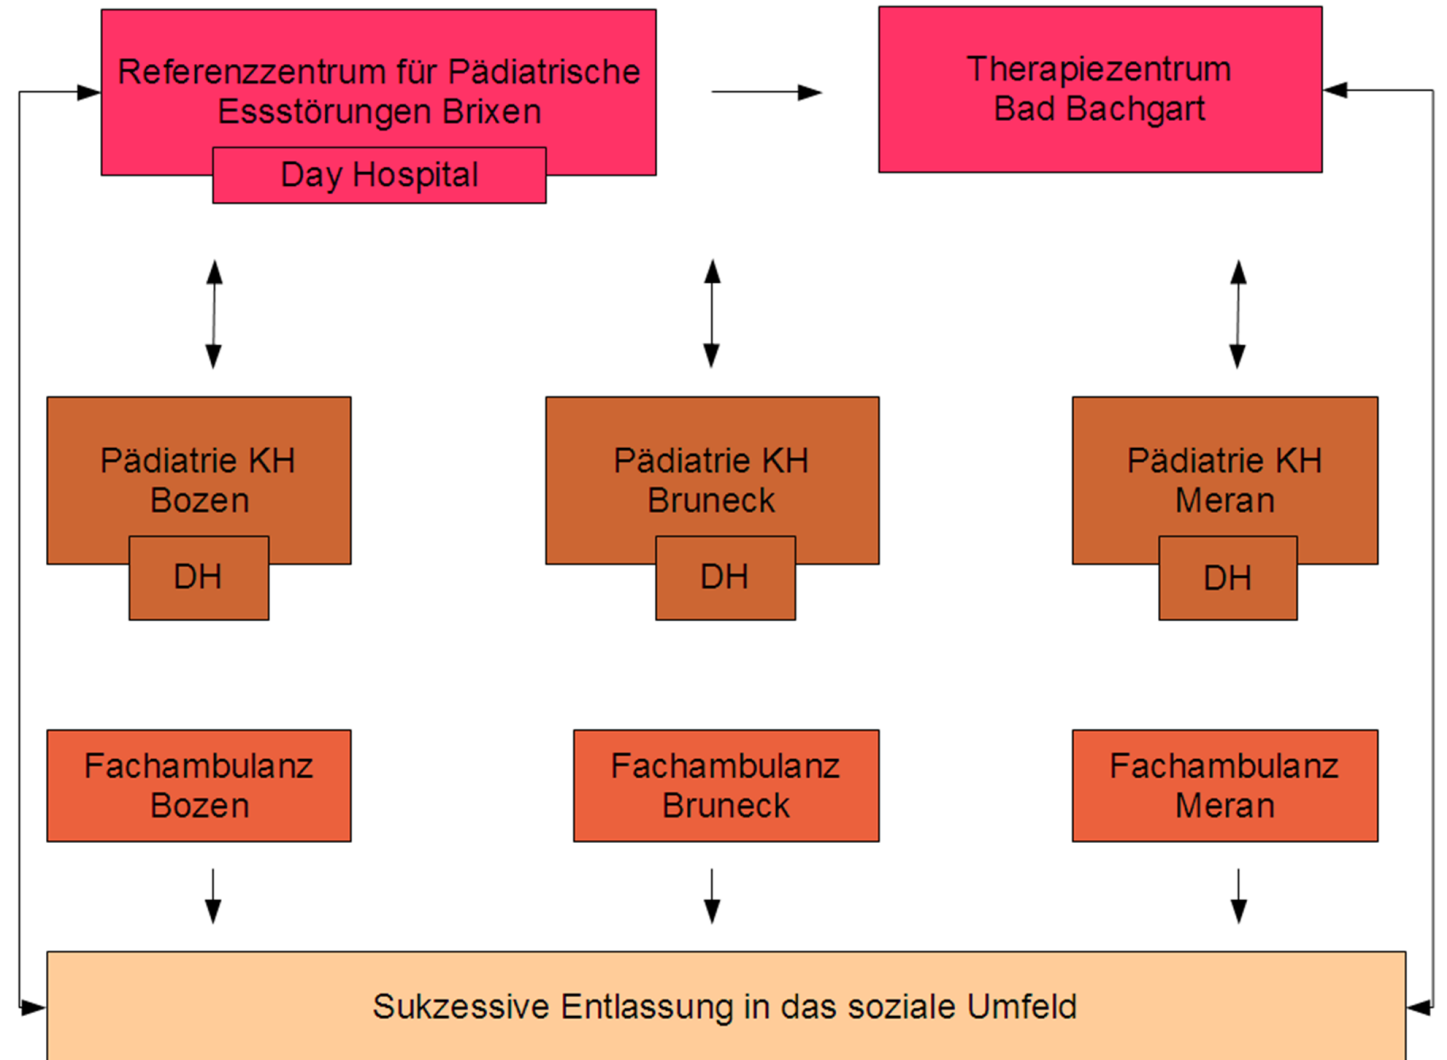 Referenzzentrum für Pädiatrische
Essstörungen Brixen
Day Hospital
Therapiezentrum
Bad Bachgart
Pädiatrie KH
Bozen
DH
Pädiatrie KH
Bruneck
DH
Pädiatrie KH
Meran
DH
Fachambulanz
Bozen
Fachambulanz
Bruneck
Fachambulanz
Meran
Sukzessive Entlassung in das soziale Umfeld